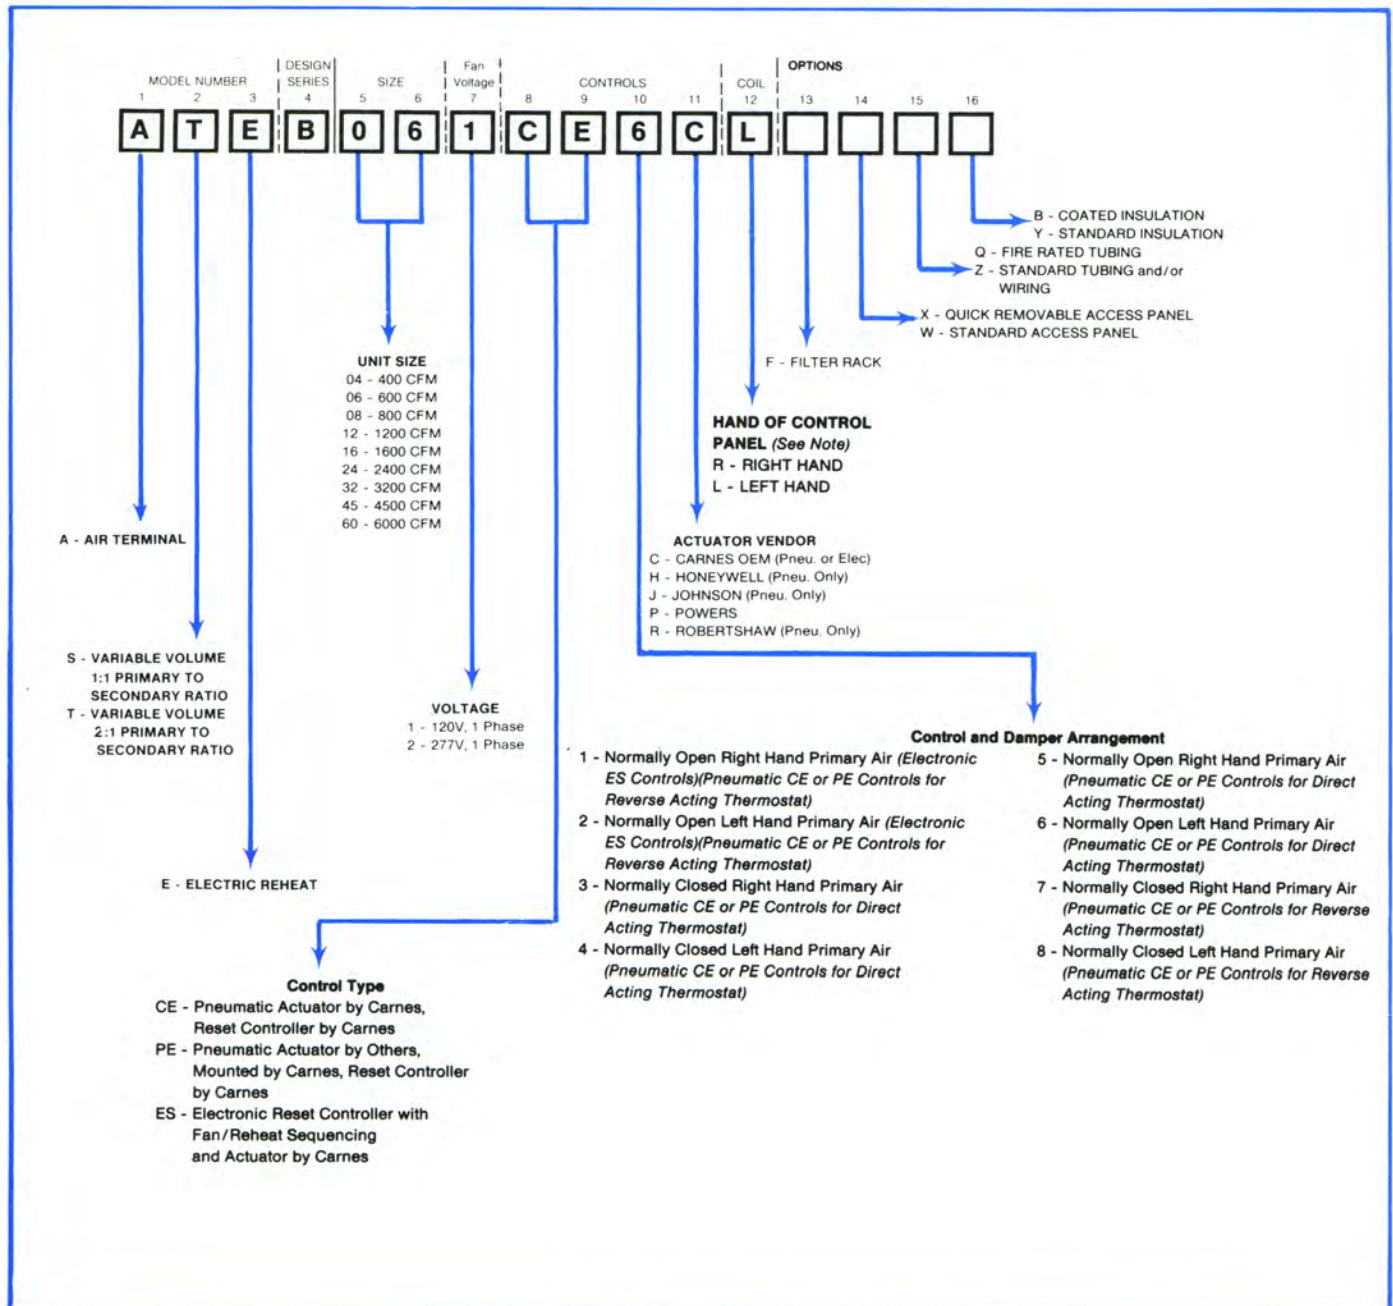 MODEL NUMBER
DESIGN SERIES
SIZE
Fan Voltage
CONTROLS
COIL
OPTIONS
1 2 3 4 5 6 7 8 9 10 11 12 13 14 15 16
A T E B 0 6 1 C E 6 C L
B - COATED INSULATION
Y - STANDARD INSULATION
Q - FIRE RATED TUBING
Z - STANDARD TUBING and/or
WIRING
X - QUICK REMOVABLE ACCESS PANEL
W - STANDARD ACCESS PANEL
F - FILTER RACK
HAND OF CONTROL
PANEL (See Note)
R - RIGHT HAND
L - LEFT HAND
UNIT SIZE
04 - 400 CFM
06 - 600 CFM
08 - 800 CFM
12 - 1200 CFM
16 - 1600 CFM
24 - 2400 CFM
32 - 3200 CFM
45 - 4500 CFM
60 - 6000 CFM
A - AIR TERMINAL
ACTUATOR VENDOR
C - CARNES OEM (Pneu. or Elec)
H - HONEYWELL (Pneu. Only)
J - JOHNSON (Pneu. Only)
P - POWERS
R - ROBERTSHAW (Pneu. Only)
S - VARIABLE VOLUME
1:1 PRIMARY TO
SECONDARY RATIO
T - VARIABLE VOLUME
2:1 PRIMARY TO
SECONDARY RATIO
VOLTAGE
1 - 120V, 1 Phase
2 - 277V, 1 Phase
E - ELECTRIC REHEAT
Control and Damper Arrangement
1 - Normally Open Right Hand Primary Air (Electronic
ES Controls)(Pneumatic CE or PE Controls for
Reverse Acting Thermostat)
2 - Normally Open Left Hand Primary Air (Electronic
ES Controls)(Pneumatic CE or PE Controls for
Reverse Acting Thermostat)
3 - Normally Closed Right Hand Primary Air
(Pneumatic CE or PE Controls for Direct
Acting Thermostat)
4 - Normally Closed Left Hand Primary Air
(Pneumatic CE or PE Controls for Direct
Acting Thermostat)
5 - Normally Open Right Hand Primary Air
(Pneumatic CE or PE Controls for Direct
Acting Thermostat)
6 - Normally Open Left Hand Primary Air
(Pneumatic CE or PE Controls for Direct
Acting Thermostat)
7 - Normally Closed Right Hand Primary Air
(Pneumatic CE or PE Controls for Reverse
Acting Thermostat)
8 - Normally Closed Left Hand Primary Air
(Pneumatic CE or PE Controls for Reverse
Acting Thermostat)
Control Type
CE - Pneumatic Actuator by Carnes,
Reset Controller by Carnes
PE - Pneumatic Actuator by Others,
Mounted by Carnes, Reset Controller
by Carnes
ES - Electronic Reset Controller with
Fan/Reheat Sequencing
and Actuator by Carnes